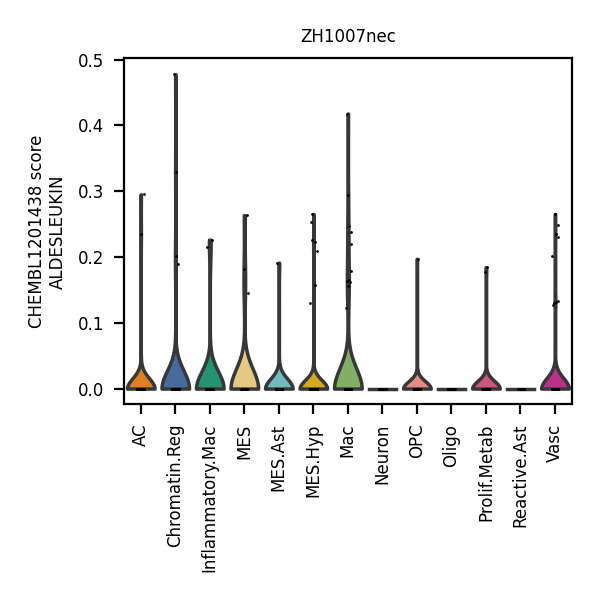 ZH1007nec
CHEMBL1201438 score
ALDESLEUKIN
0.5
0.4
0.3
0.2
0.1
0.0
AC
Chromatin.Reg
Inflammatory.Mac
MES
MES.Ast
MES.Hyp
Mac
Neuron
OPC
Oligo
Prolif.Metab
Reactive.Ast
Vasc